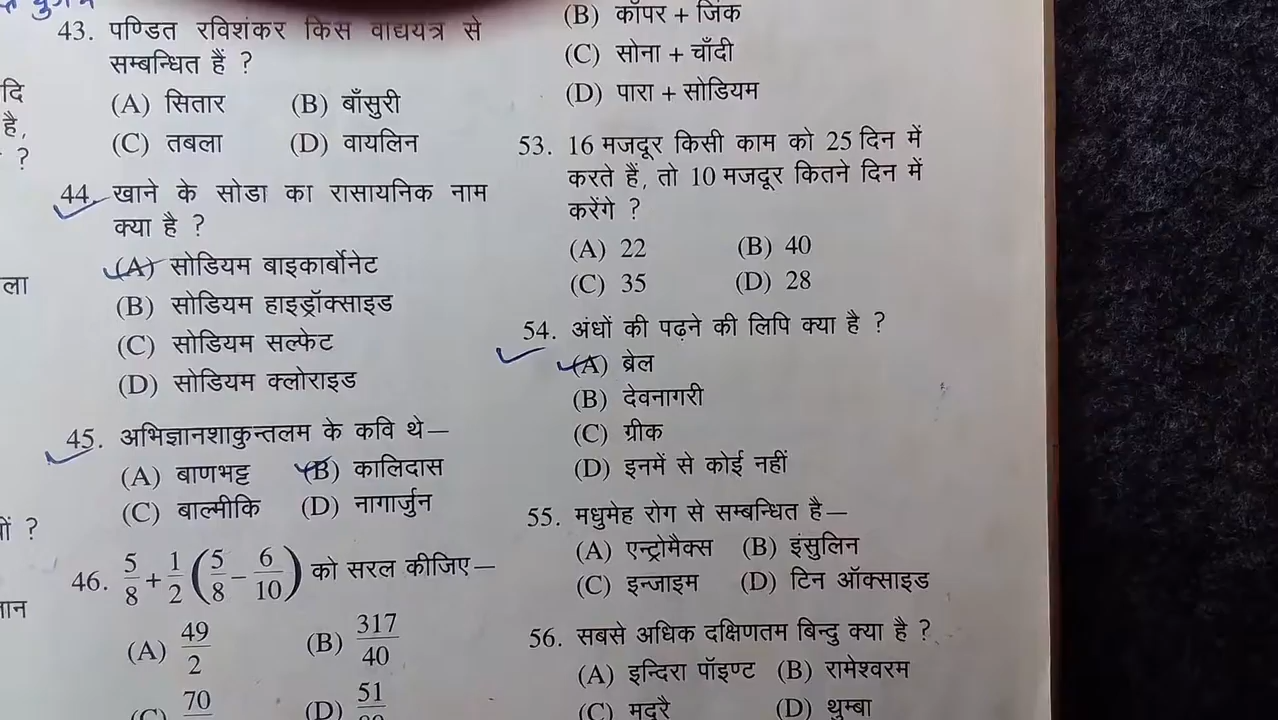 43. पण्डित रविशंकर किस वाद्ययत्र से
सम्बन्धित हैं ?
(A) सितार (B) बाँसुरी
(C) तबला (D) वायलिन
44. खाने के सोडा का रासायनिक नाम
क्या है ?
(A) सोडियम बाइकार्बोनेट
(B) सोडियम हाइड्रॉक्साइड
(C) सोडियम सल्फेट
(D) सोडियम क्लोराइड
45. अभिज्ञानशाकुन्तलम के कवि थे—
(A) बाणभट्ट (B) कालिदास
(C) बाल्मीकि (D) नागार्जुन
46. 5/8 + 1/2 (5/8 − 6/10) को सरल कीजिए—
(A) 49/2 (B) 317/40
(C) 70 (D) 51
(B) कॉपर + जिंक
(C) सोना + चाँदी
(D) पारा + सोडियम
53. 16 मजदूर किसी काम को 25 दिन में
करते हैं, तो 10 मजदूर कितने दिन में
करेंगे ?
(A) 22 (B) 40
(C) 35 (D) 28
54. अंधों की पढ़ने की लिपि क्या है ?
(A) ब्रेल
(B) देवनागरी
(C) ग्रीक
(D) इनमें से कोई नहीं
55. मधुमेह रोग से सम्बन्धित है—
(A) एन्ट्रोमैक्स (B) इंसुलिन
(C) इन्जाइम (D) टिन ऑक्साइड
56. सबसे अधिक दक्षिणतम बिन्दु क्या है ?
(A) इन्दिरा पॉइण्ट (B) रामेश्वरम
(C) मदुरै (D) थुम्बा